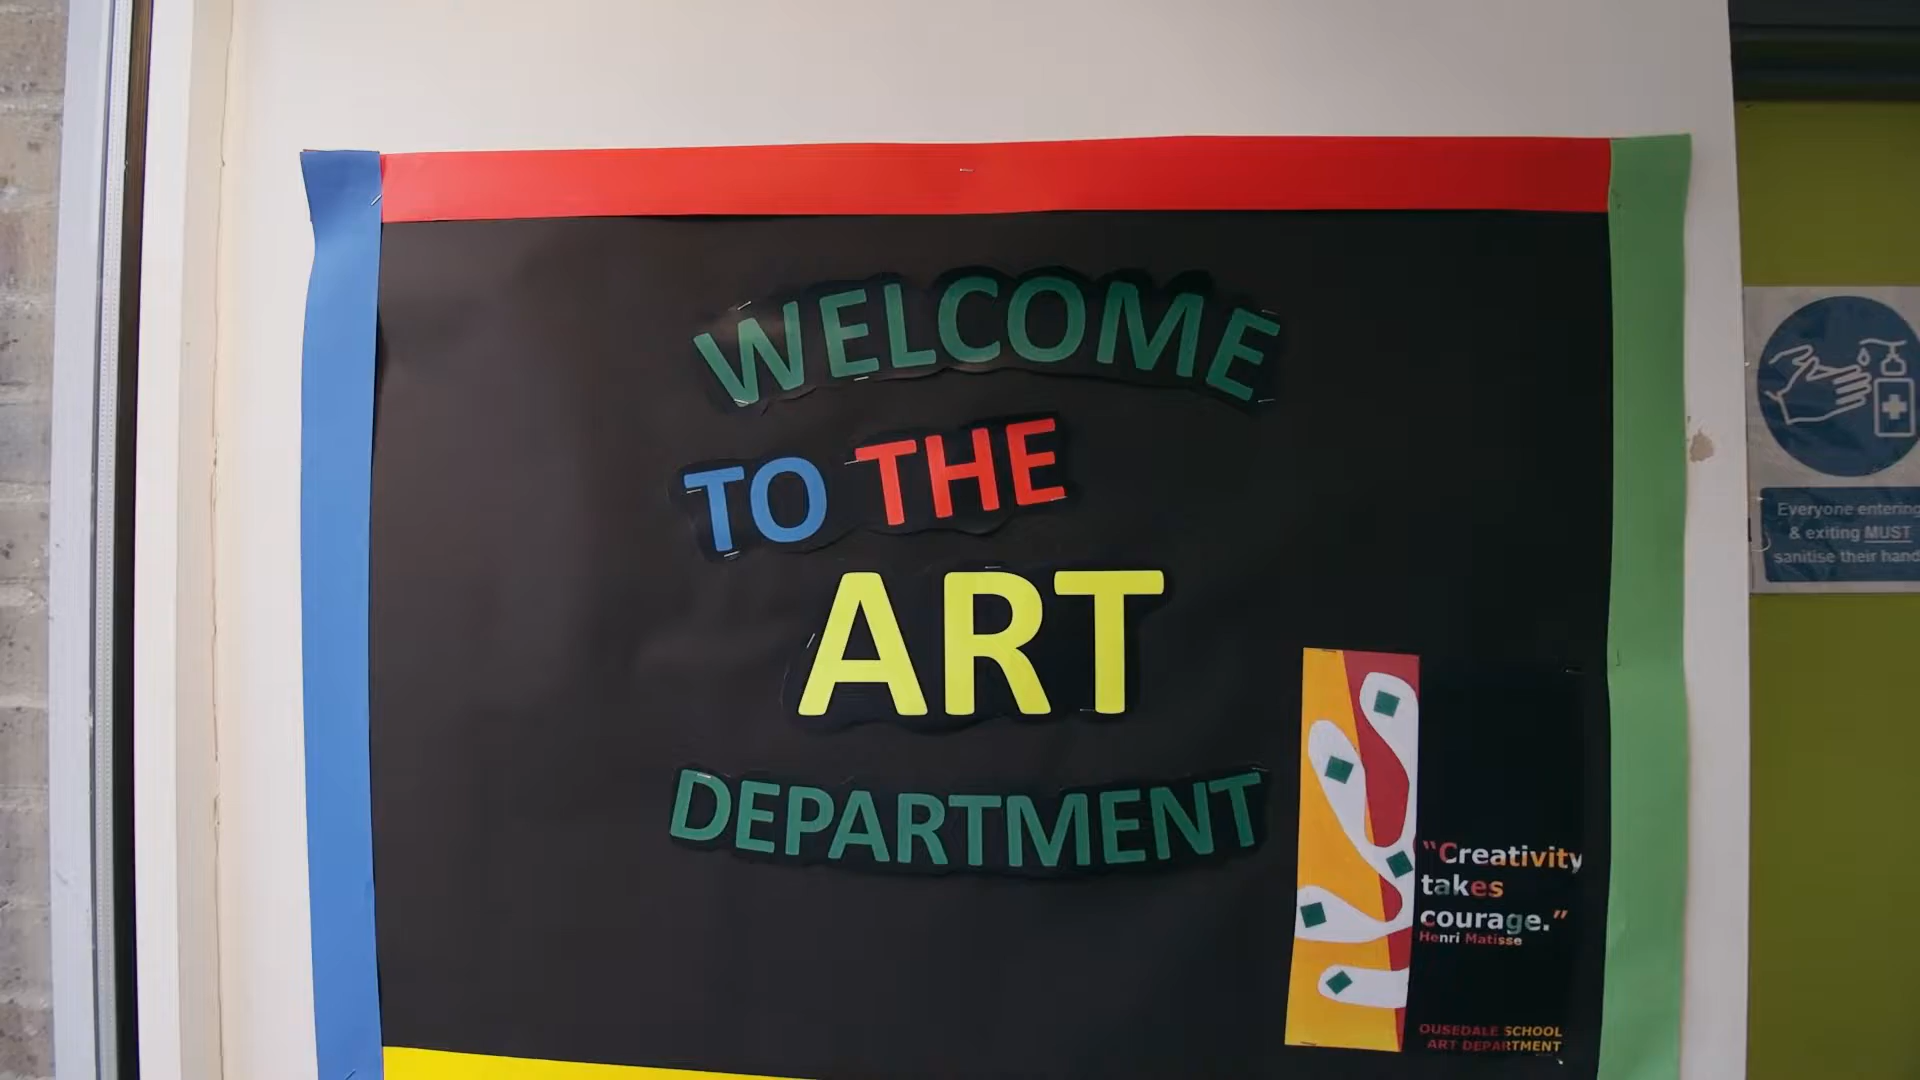 WELCOME
TO THE
ART
DEPARTMENT
"Creativity
takes
courage."
Henri Matisse
OUSEDALE SCHOOL
ART DEPARTMENT
Everyone entering
& exiting MUST
sanitise their hand